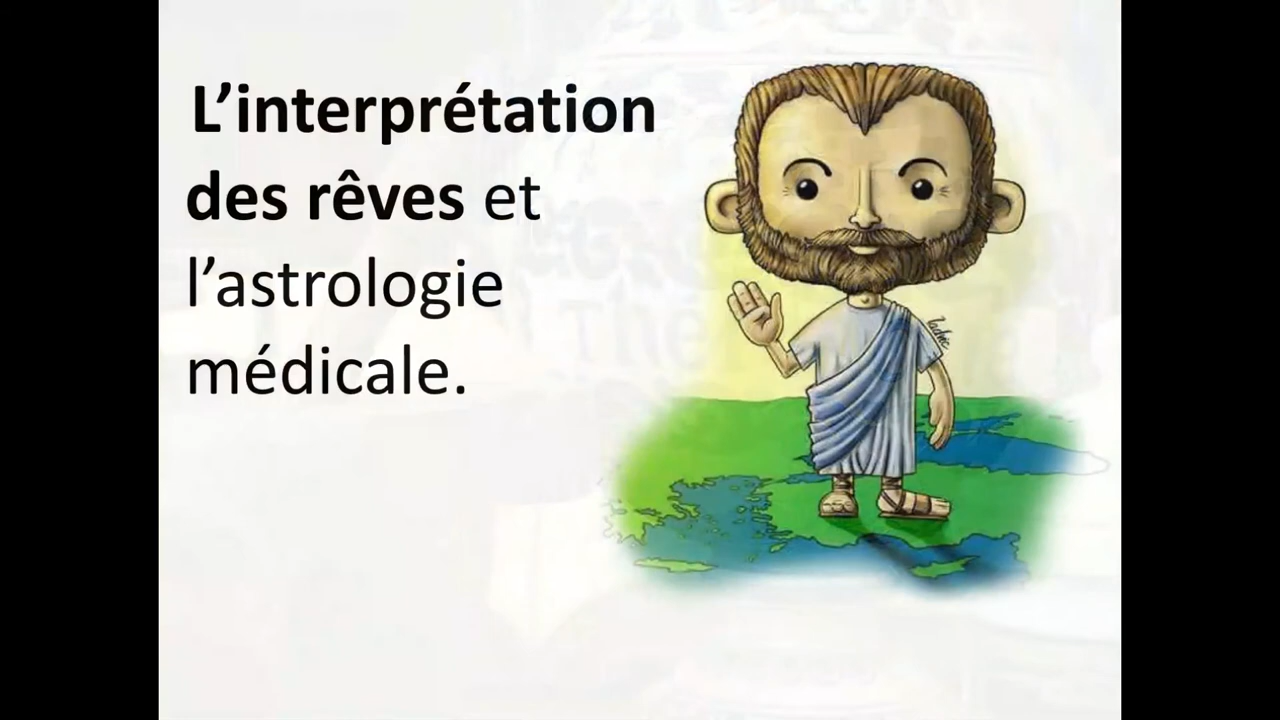 L’interprétation
des rêves et
l’astrologie
médicale.